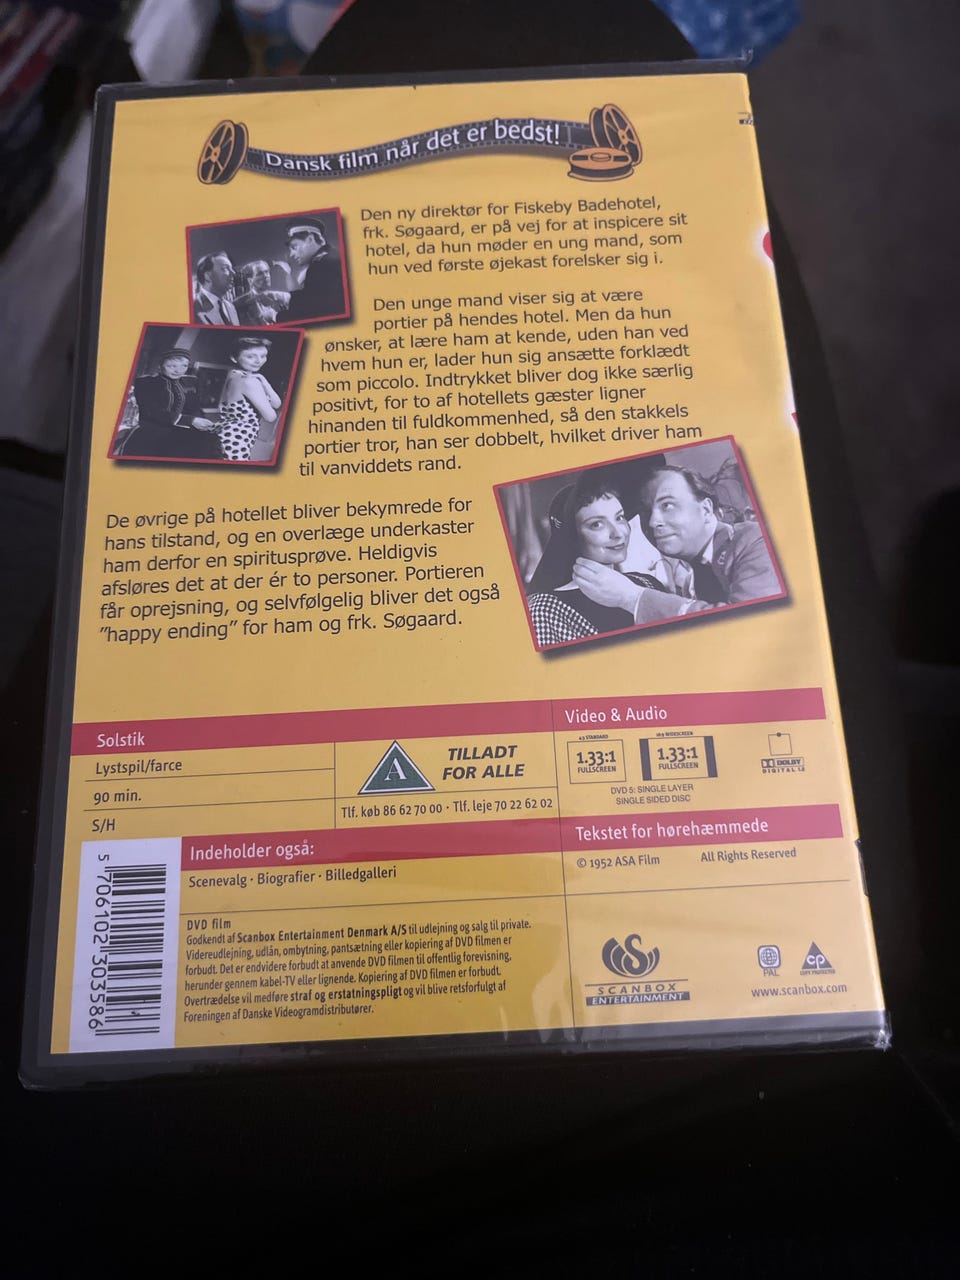 Dansk film når det er bedst!
Den ny direktør for Fiskeby Badehotel,
frk. Søgaard, er på vej for at inspicere sit
hotel, da hun møder en ung mand, som
hun ved første øjekast forelsker sig i.
Den unge mand viser sig at være
portier på hendes hotel. Men da hun
ønsker, at lære ham at kende, uden han ved
hvem hun er, lader hun sig ansætte forklædt
som piccolo. Indtrykket bliver dog ikke særlig
positivt, for to af hotellets gæster ligner
hinanden til fuldkommenhed, så den stakkels
portier tror, han ser dobbelt, hvilket driver ham
til vanviddets rand.
De øvrige på hotellet bliver bekymrede for
hans tilstand, og en overlæge underkaster
ham derfor en spiritusprøve. Heldigvis
afsløres det at der ér to personer. Portieren
får oprejsning, og selvfølgelig bliver det også
"happy ending" for ham og frk. Søgaard.
Solstik
Lystspil/farce
90 min.
S/H
A
TILLADT
FOR ALLE
Tlf. køb 86 62 70 00 · Tlf. leje 70 22 62 02
Video & Audio
4:3 STANDARD
1.33:1
FULLSCREEN
16:9 WIDESCREEN
1.33:1
FULLSCREEN
DOLBY
DIGITAL
DVD 5: SINGLE LAYER
SINGLE SIDED DISC
Tekstet for hørehæmmede
© 1952 ASA Film All Rights Reserved
Indeholder også:
Scenevalg · Biografier · Billedgalleri
DVD film
Godkendt af Scanbox Entertainment Denmark A/S til udlejning og salg til private.
Videreudlejning, udlån, ombytning, pantsætning eller kopiering af DVD filmen er
forbudt. Det er endvidere forbudt at anvende DVD filmen til offentlig forevisning,
herunder gennem kabel-TV eller lignende. Kopiering af DVD filmen er forbudt.
Overtrædelse vil medføre straf og erstatningspligt og vil blive retsforfulgt af
Foreningen af Danske Videogramdistributører.
5 706102 303586
SCANBOX
ENTERTAINMENT
PAL
CP
COPY PROTECTED
www.scanbox.com